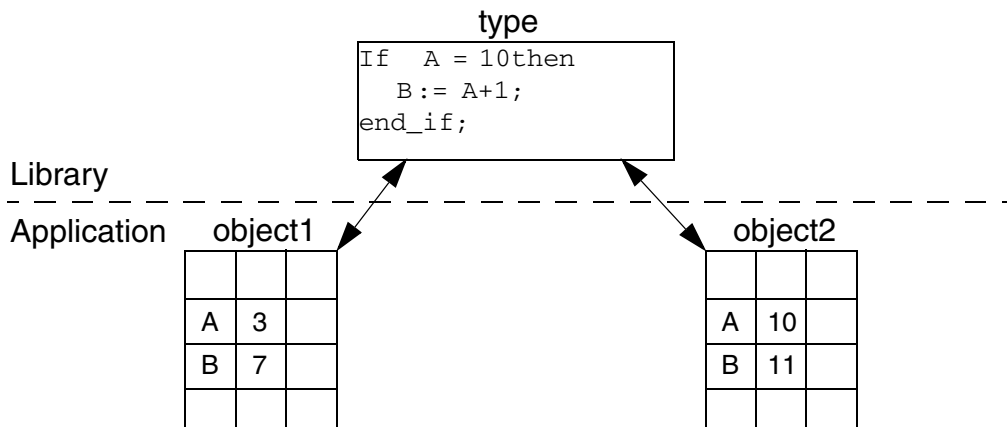 type
If A = 10then
B:= A+1;
end_if;
Library
Application
object1
object2
A 3
B 7
A 10
B 11